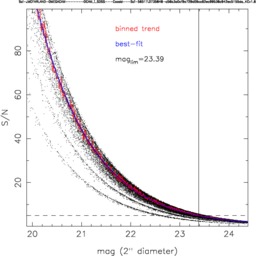 binned trend
best-fit
mag_lim=23.39
S/N
80
60
40
20
20 21 22 23 24
mag (2" diameter)